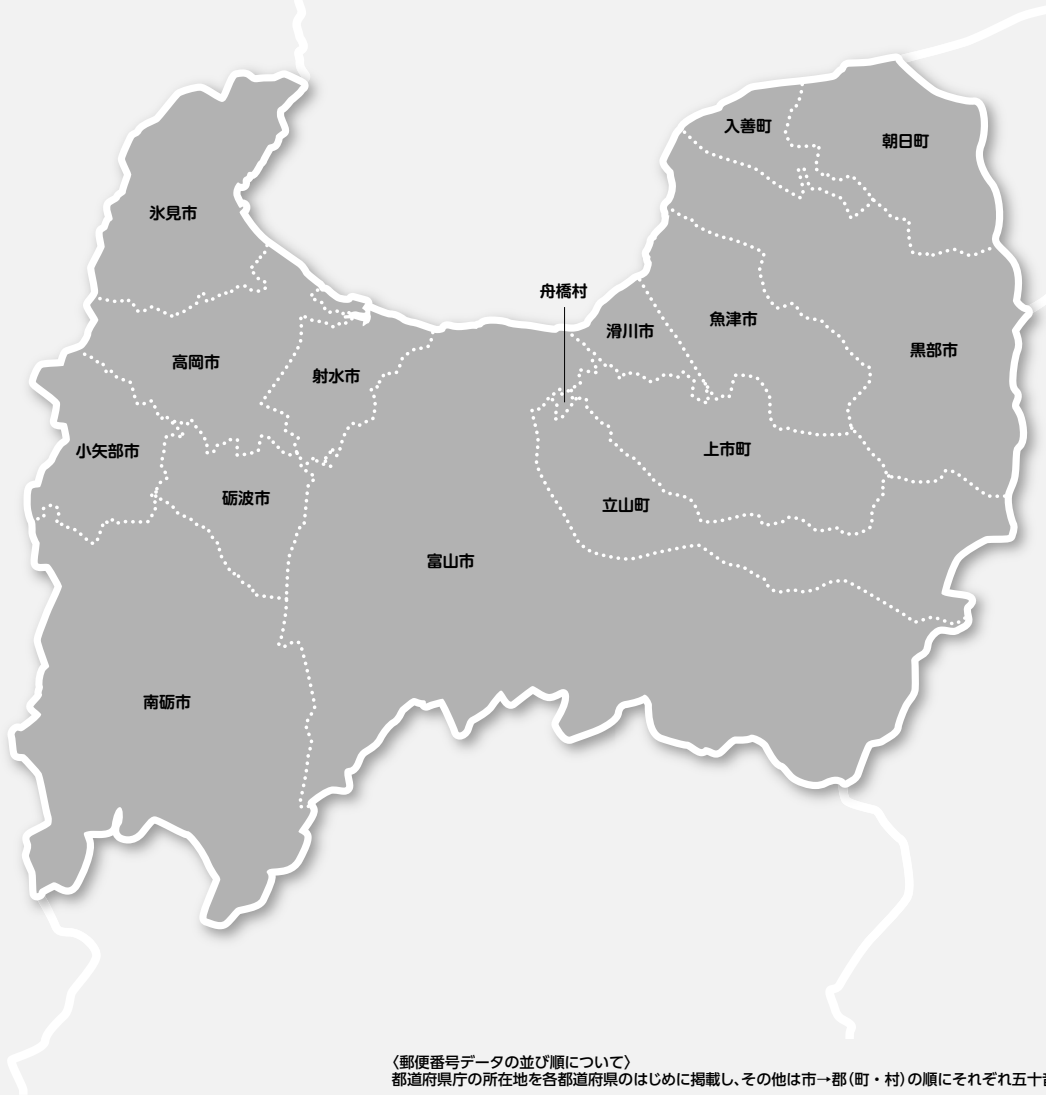 入善町
朝日町
氷見市
舟橋村
魚津市
滑川市
黒部市
高岡市
射水市
小矢部市
上市町
砺波市
立山町
富山市
南砺市
〈郵便番号データの並び順について〉
都道府県庁の所在地を各都道府県のはじめに掲載し、その他は市→郡(町・村)の順にそれぞれ五十